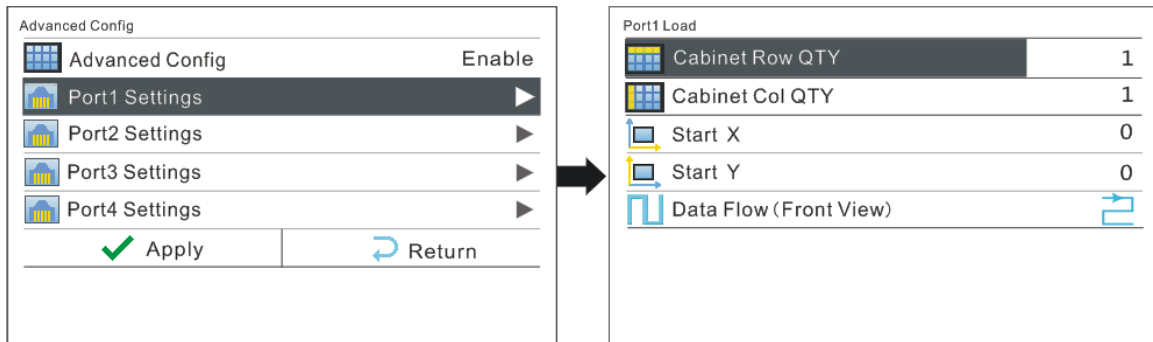 Advanced Config
Advanced Config Enable
Port1 Settings
Port2 Settings
Port3 Settings
Port4 Settings
Apply Return
Port1 Load
Cabinet Row QTY 1
Cabinet Col QTY 1
Start X 0
Start Y 0
Data Flow (Front View)